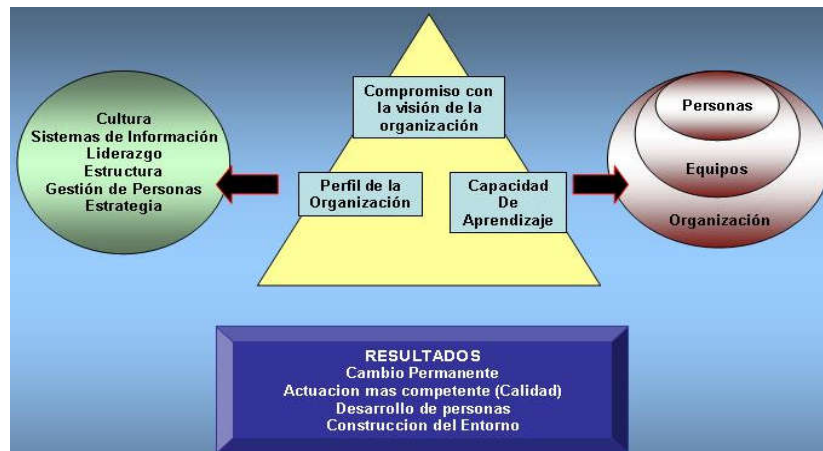 Cultura
Sistemas de Información
Liderazgo
Estructura
Gestión de Personas
Estrategia
Compromiso con
la visión de la
organización
Perfil de la
Organización
Capacidad
De
Aprendizaje
Personas
Equipos
Organización
RESULTADOS
Cambio Permanente
Actuacion mas competente (Calidad)
Desarrollo de personas
Construccion del Entorno